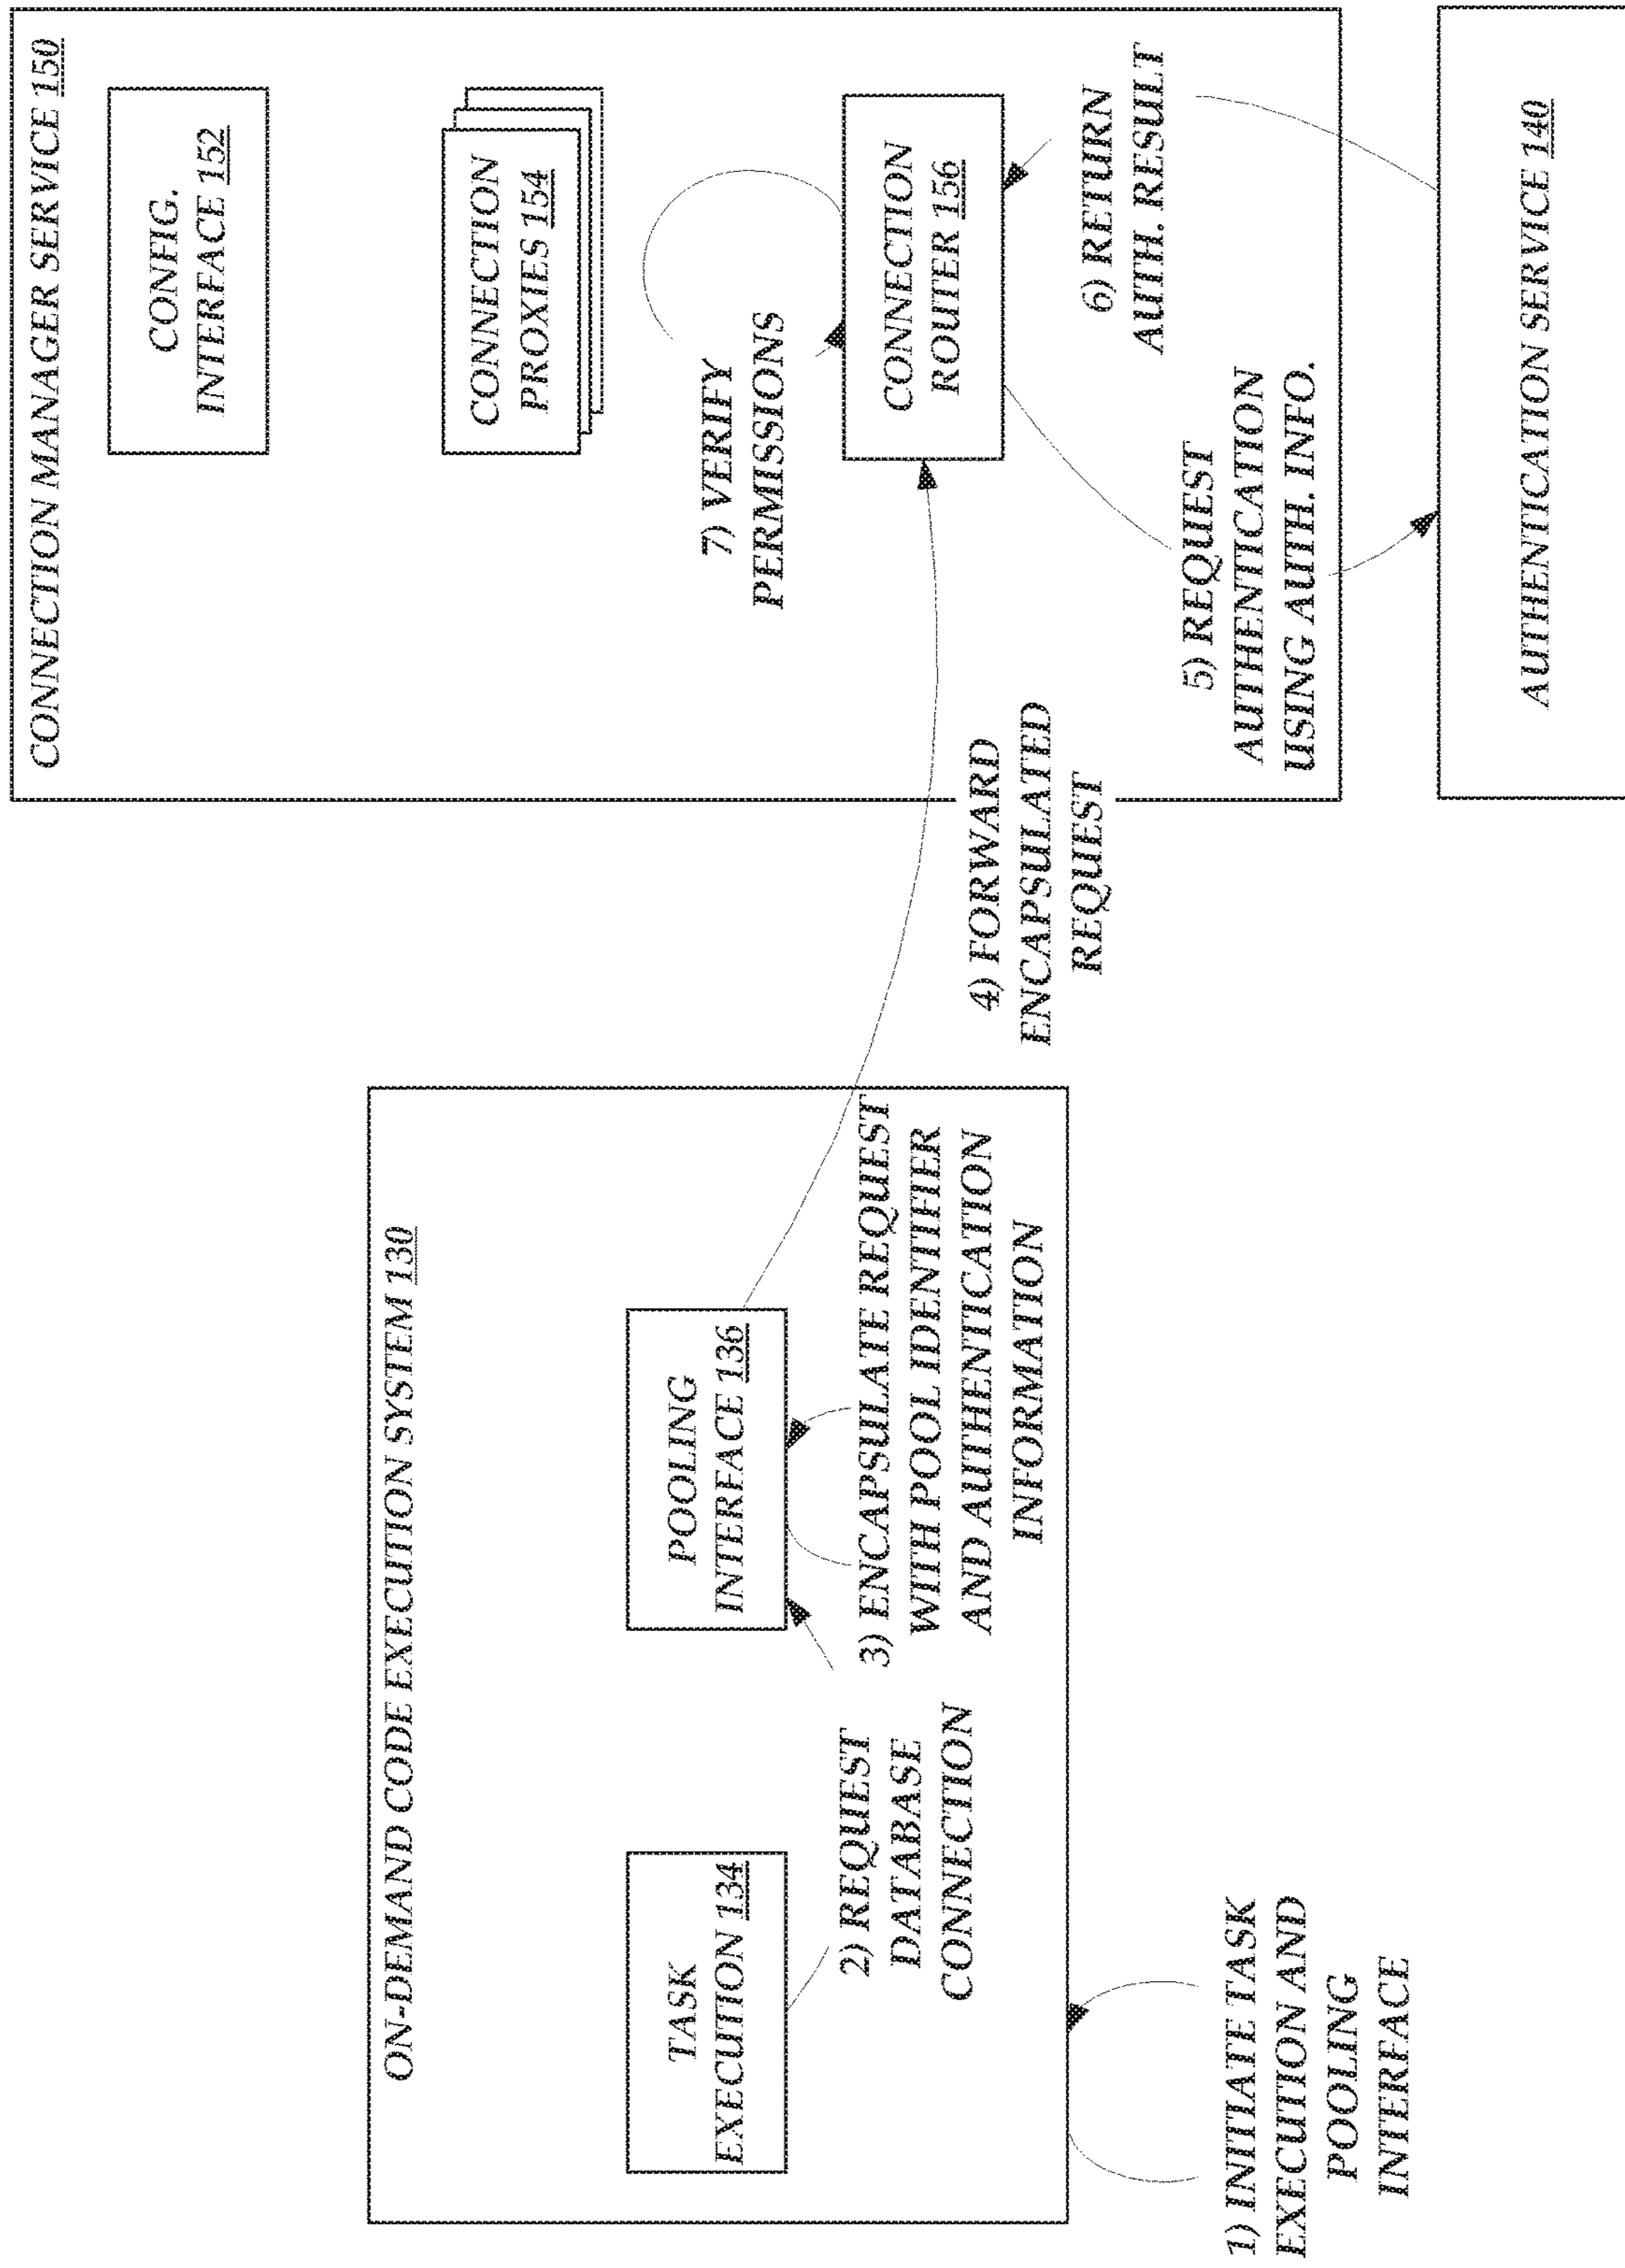 ON-DEMAND CODE EXECUTION SYSTEM 130
TASK
EXECUTION 134
POOLING
INTERFACE 136
1) INITIATE TASK
EXECUTION AND
POOLING
INTERFACE
2) REQUEST
DATABASE
CONNECTION
3) ENCAPSULATE REQUEST
WITH POOL IDENTIFIER
AND AUTHENTICATION
INFORMATION
4) FORWARD
ENCAPSULATED
REQUEST
CONNECTION MANAGER SERVICE 150
CONFIG.
INTERFACE 152
CONNECTION
PROXIES 154
7) VERIFY
PERMISSIONS
CONNECTION
ROUTER 156
5) REQUEST
AUTHENTICATION
USING AUTH. INFO.
6) RETURN
AUTH. RESULT
AUTHENTICATION SERVICE 140